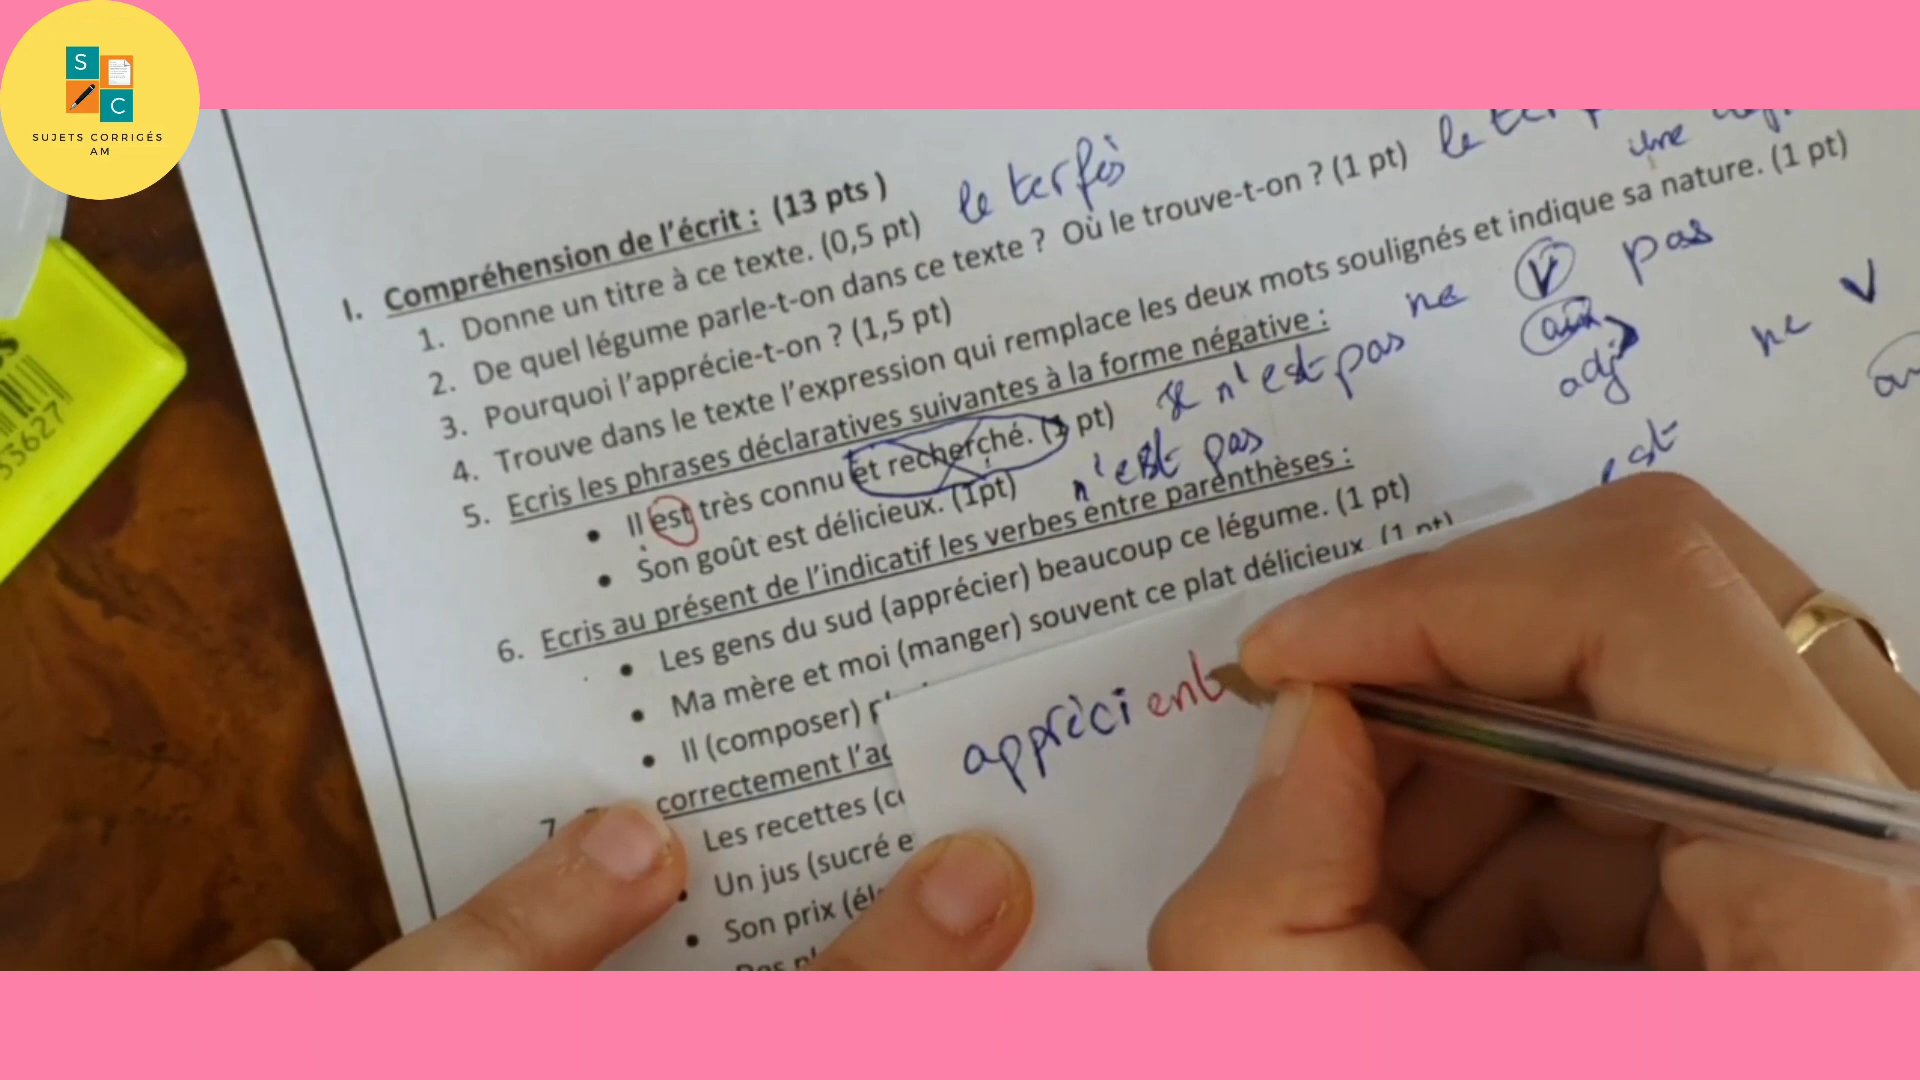 S
C
SUJETS CORRIGÉS
AM
I. Compréhension de l'écrit : (13 pts )
1. Donne un titre à ce texte. (0,5 pt) le terfès
2. De quel légume parle-t-on dans ce texte ? Où le trouve-t-on ? (1 pt) le
3. Pourquoi l'apprécie-t-on ? (1,5 pt)
4. Trouve dans le texte l'expression qui remplace les deux mots soulignés et indique sa nature. (1 pt)
5. Ecris les phrases déclaratives suivantes à la forme négative : ne V pas
adj
ne V
• Il est très connu et recherché. (1 pt) n'est pas
• Son goût est délicieux. (1pt) n'est pas
est
6. Ecris au présent de l'indicatif les verbes entre parenthèses :
• Les gens du sud (apprécier) beaucoup ce légume. (1 pt)
• Ma mère et moi (manger) souvent ce plat délicieux. (1 pt)
• Il (composer)
apprécient
7. correctement
Les recettes
• Un jus (sucré
• Son prix
33627